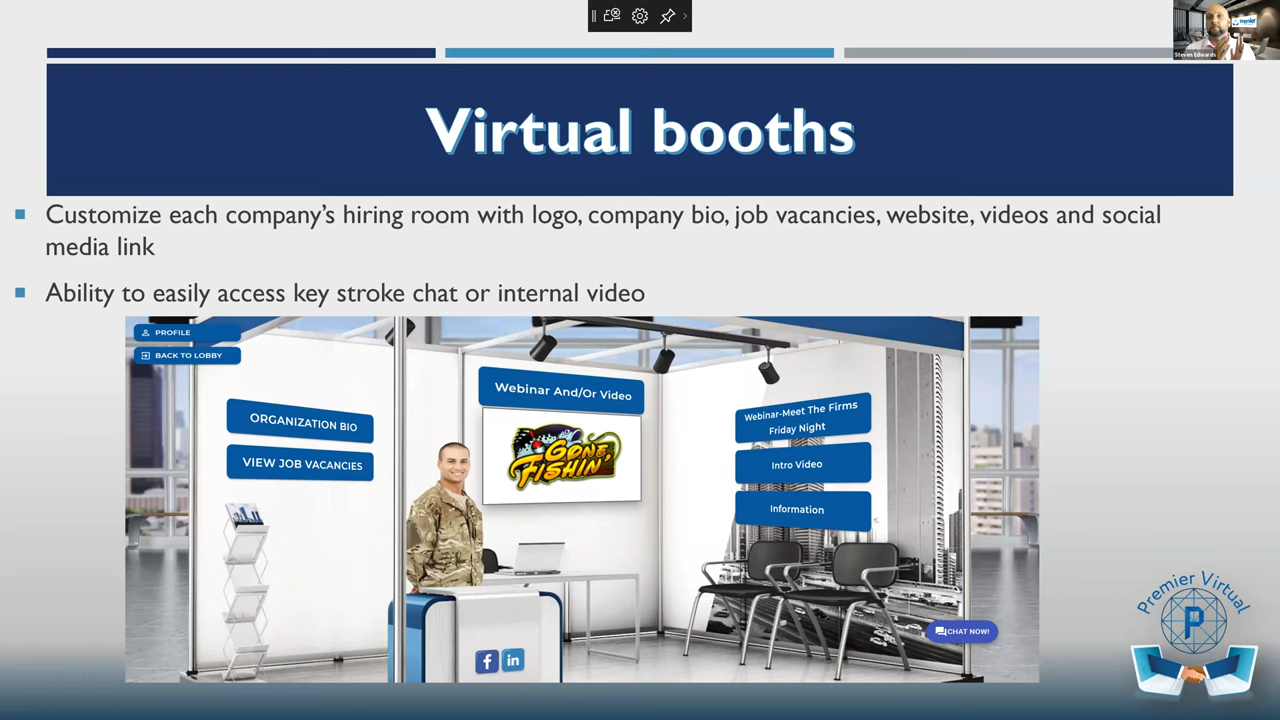 Premier
Steven Edwards
Virtual booths
Customize each company's hiring room with logo, company bio, job vacancies, website, videos and social
media link
Ability to easily access key stroke chat or internal video
PROFILE
BACK TO LOBBY
ORGANIZATION BIO
VIEW JOB VACANCIES
Webinar And/Or Video
GONE,
FISHIN'
Webinar-Meet The Firms
Friday Night
Intro Video
Information
CHAT NOW!
f in
Premier Virtual
P